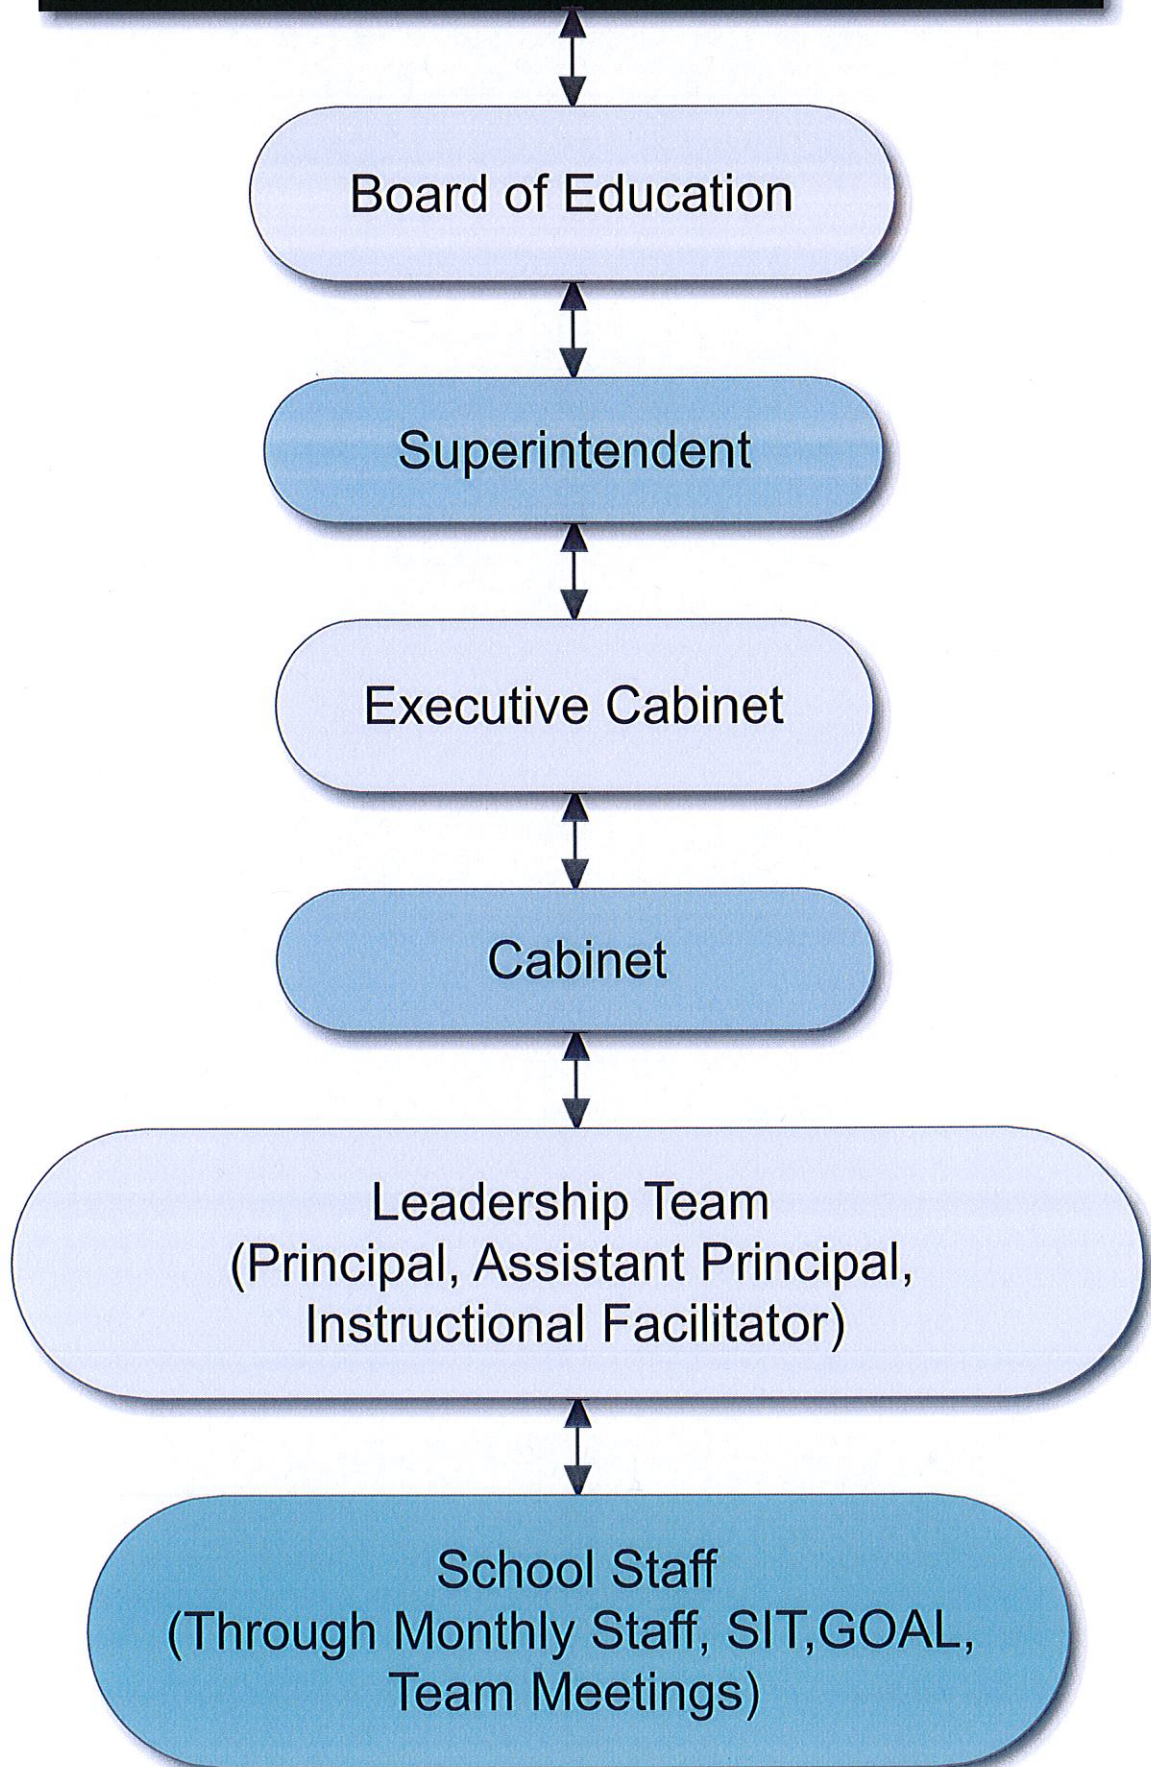 Board of Education
Superintendent
Executive Cabinet
Cabinet
Leadership Team
(Principal, Assistant Principal,
Instructional Facilitator)
School Staff
(Through Monthly Staff, SIT,GOAL,
Team Meetings)